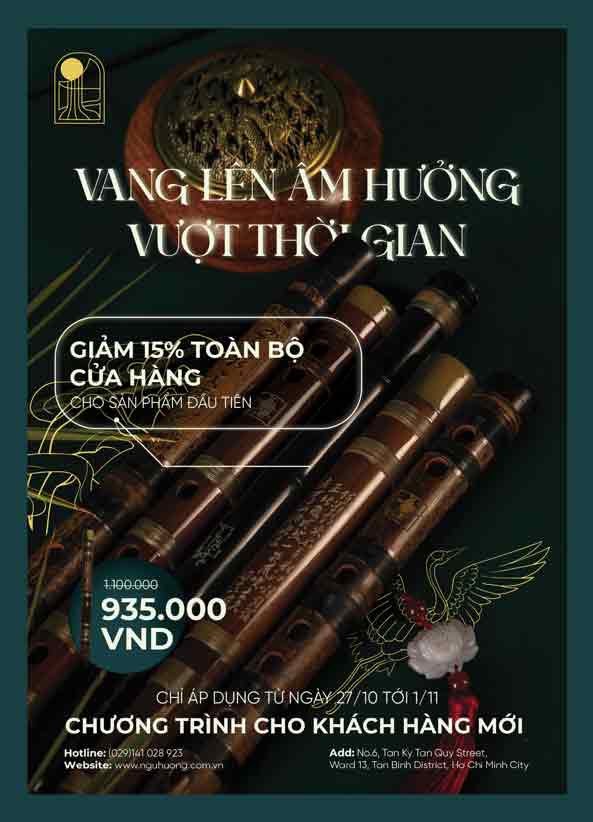 VANG LÊN ÂM HƯỞNG
VƯỢT THỜI GIAN
GIẢM 15% TOÀN BỘ
CỬA HÀNG
CHO SẢN PHẨM ĐẦU TIÊN
1.100.000
935.000
VND
CHỈ ÁP DỤNG TỪ NGÀY 27/10 TỚI 1/11
CHƯƠNG TRÌNH CHO KHÁCH HÀNG MỚI
Hotline: (029)141 028 923
Website: www.nguhuong.com.vn
Add: No.6, Tan Ky Tan Quy Street,
Ward 13, Tan Binh District, Ho Chi Minh City